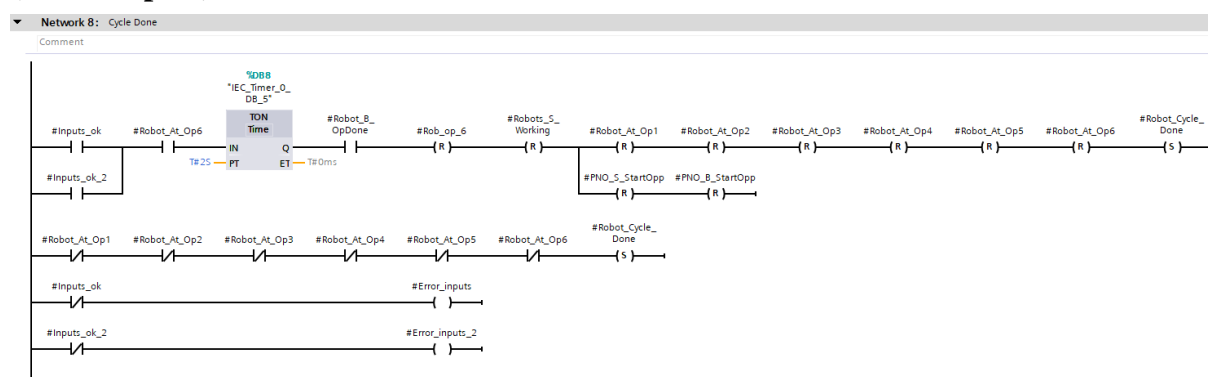 Network 8: Cycle Done
Comment
%DB8
"IEC_Timer_0_
DB_5"
TON
Time
#Inputs_ok
#Robot_At_Op6
IN
Q
T#2S
PT
ET
T#0ms
#Robot_B_
OpDone
#Rob_op_6
( R )
#Robots_S_
Working
( R )
#Robot_At_Op1
( R )
#Robot_At_Op2
( R )
#Robot_At_Op3
( R )
#Robot_At_Op4
( R )
#Robot_At_Op5
( R )
#Robot_At_Op6
( R )
#Robot_Cycle_
Done
( S )
#Inputs_ok_2
#PNO_S_StartOpp
( R )
#PNO_B_StartOpp
( R )
#Robot_At_Op1
#Robot_At_Op2
#Robot_At_Op3
#Robot_At_Op4
#Robot_At_Op5
#Robot_At_Op6
#Robot_Cycle_
Done
( S )
#Inputs_ok
#Error_inputs
#Inputs_ok_2
#Error_inputs_2